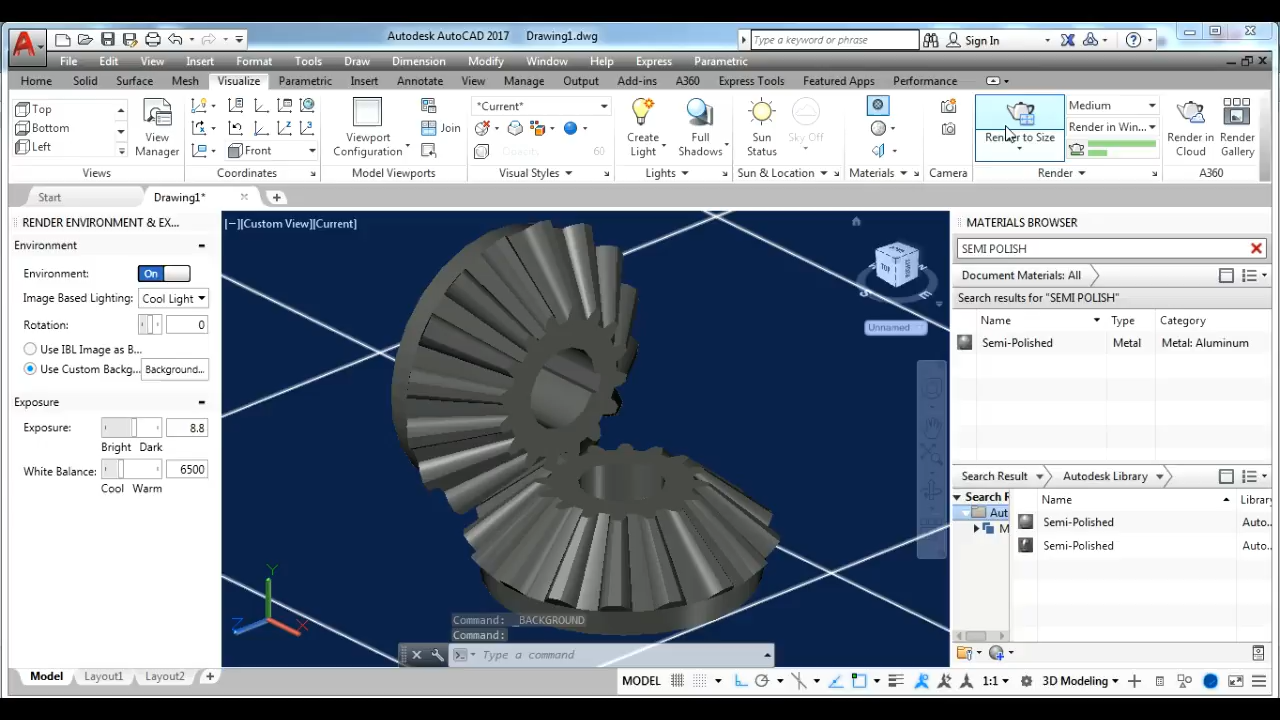 Autodesk AutoCAD 2017 Drawing1.dwg
Type a keyword or phrase
Sign In
File Edit View Insert Format Tools Draw Dimension Modify Window Help Express Parametric
Home Solid Surface Mesh Visualize Parametric Insert Annotate View Manage Output Add-ins A360 Express Tools Featured Apps Performance
Top
Bottom
Left
View
Manager
Front
Viewport
Configuration
Join
*Current*
Opacity 60
Create
Light
Full
Shadows
Sun
Status
Sky Off
Render to Size
Medium
Render in Win...
Render in
Cloud
Render
Gallery
Views Coordinates Model Viewports Visual Styles Lights Sun & Location Materials Camera Render A360
Start Drawing1*
RENDER ENVIRONMENT & EX...
Environment
Environment: On
Image Based Lighting: Cool Light
Rotation: 0
Use IBL Image as B...
Use Custom Backg... Background...
Exposure
Exposure: 8.8
Bright Dark
White Balance: 6500
Cool Warm
[−][Custom View][Current]
TOP
Unnamed
Y
Z
X
Command: _BACKGROUND
Command:
Type a command
MATERIALS BROWSER
SEMI POLISH
Document Materials: All
Search results for "SEMI POLISH"
Name Type Category
Semi-Polished Metal Metal: Aluminum
Search Result Autodesk Library
Search R
Aut
M
Name Library
Semi-Polished Auto...
Semi-Polished Auto...
Model Layout1 Layout2
MODEL 1:1 3D Modeling